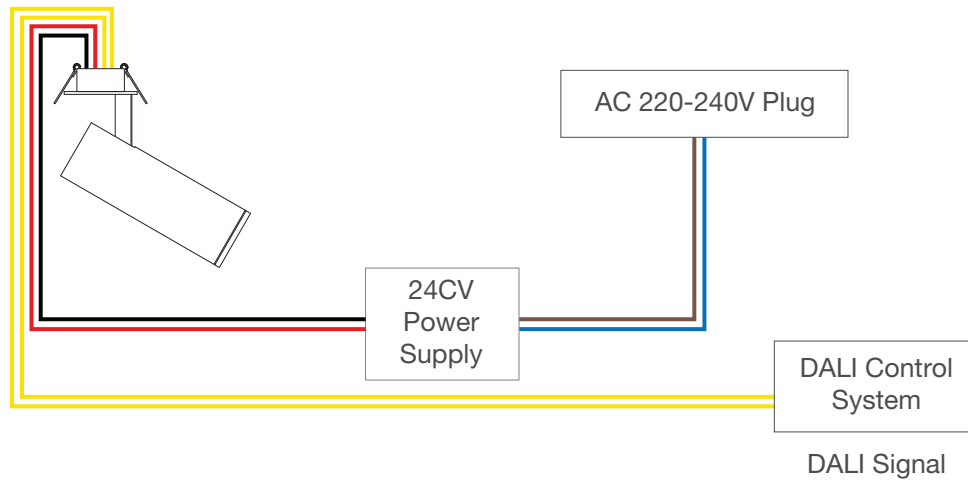 AC 220-240V Plug
24CV
Power
Supply
DALI Control
System
DALI Signal